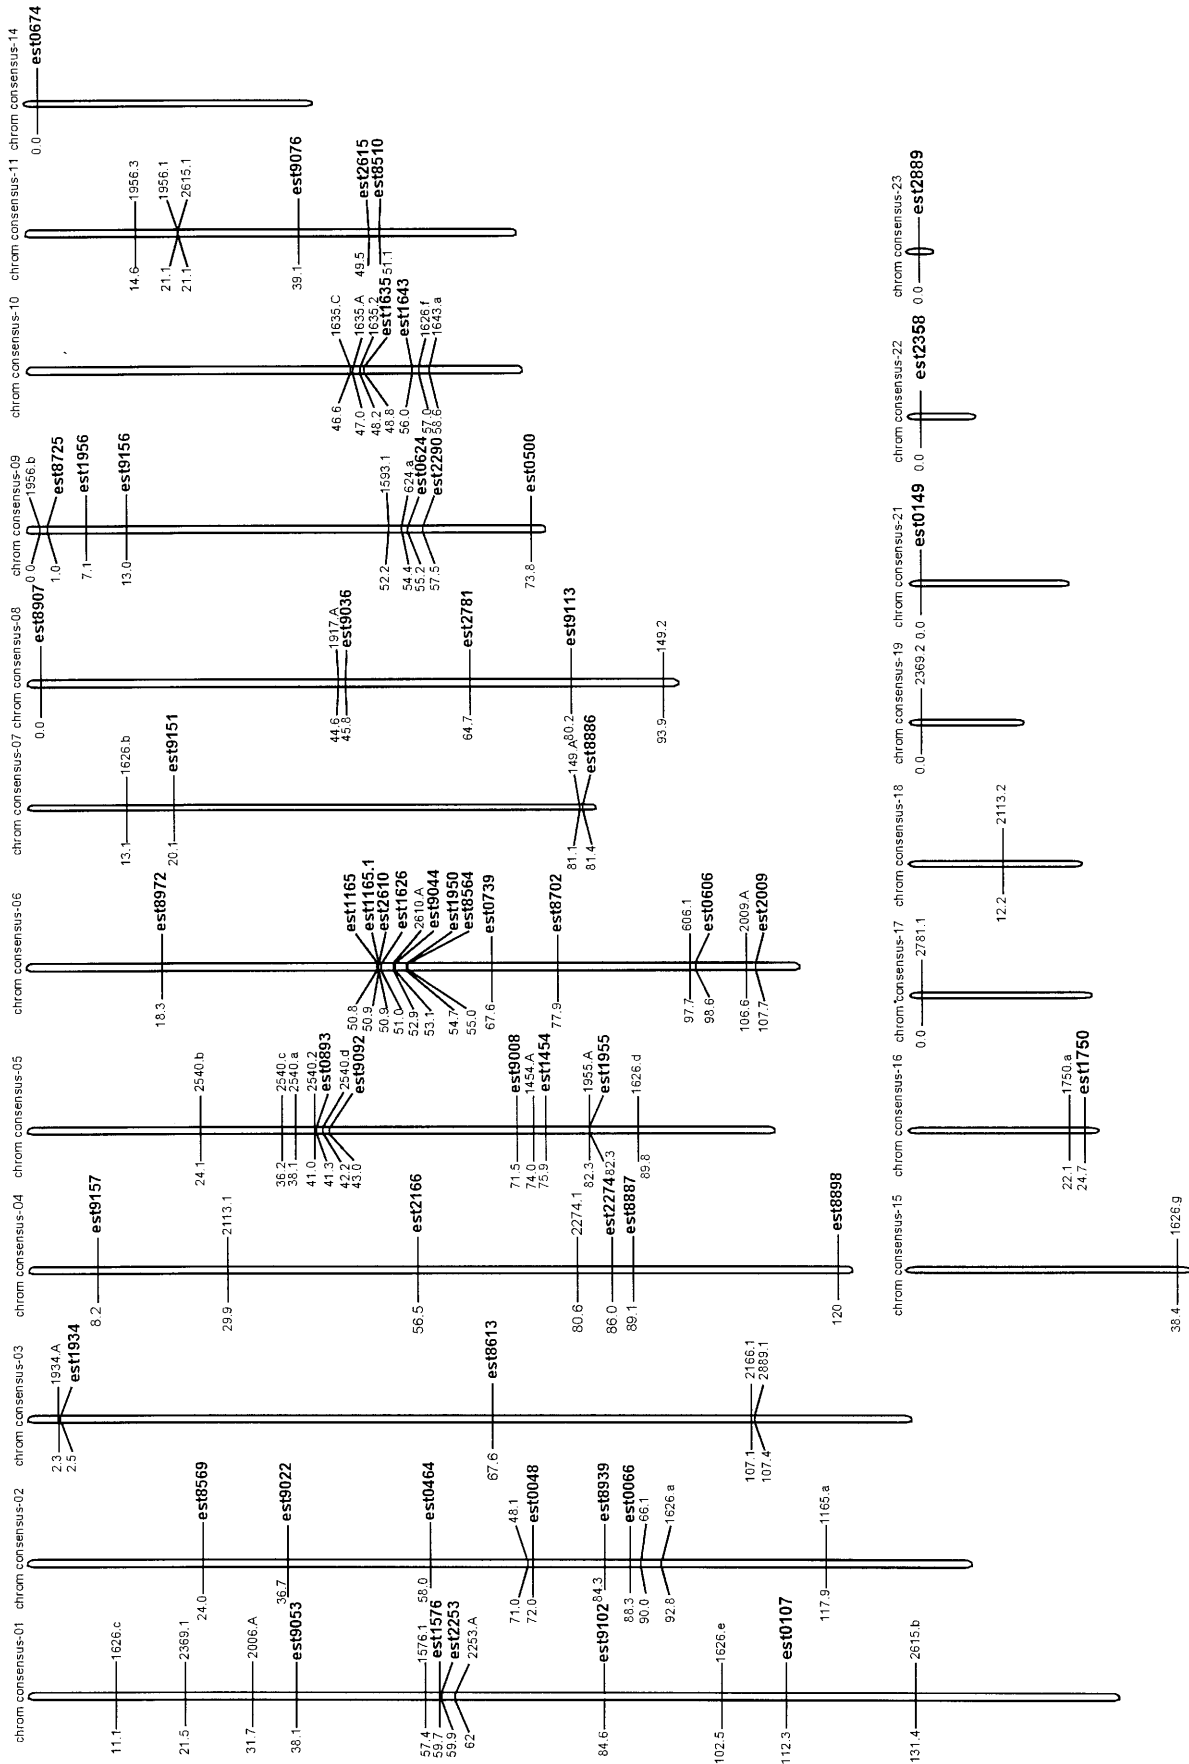 chrom consensus-01
11.1 1626.c
21.5 2369.1
31.7 2006.A
38.1 est9053
57.4 1576.1
59.7 est1576
59.9 est2253
62 2253.A
84.6 est9102
102.5 1626.e
112.3 est0107
131.4 2615.b
chrom consensus-02
24.0 est8569
36.7 est9022
58.0 est0464
71.0 48.1
72.0 est0048
84.3 est8939
88.3 est0066
90.0 66.1
92.8 1626.a
117.9 1165.a
chrom consensus-03
2.3 1934.A
2.5 est1934
67.6 est8613
107.1 2166.1
107.4 2889.1
chrom consensus-04
8.2 est9157
29.9 2113.1
56.5 est2166
80.6 2274.1
86.0 est2274
89.1 est8887
120 est8898
chrom consensus-05
24.1 2540.b
36.2 2540.c
38.1 2540.a
41.0 2540.2
41.3 est0893
42.2 2540.d
43.0 est9092
71.5 est9008
74.0 1454.A
75.9 est1454
82.3 1955.A
82.3 est1955
89.8 1626.d
chrom consensus-06
18.3 est8972
50.8 est1165
50.9 est1165.1
50.9 est2610
51.0 est1626
52.9 2610.A
53.1 est9044
54.7 est1950
55.0 est8564
67.6 est0739
77.9 est8702
97.7 606.1
98.6 est0606
106.6 2009.A
107.7 est2009
chrom consensus-07
13.1 1626.b
20.1 est9151
81.1 149.A
81.4 est8886
chrom consensus-08
0.0 est8907
44.6 1917.A
45.8 est9036
64.7 est2781
80.2 est9113
93.9 149.2
chrom consensus-09
0.0 1956.b
1.0 est8725
7.1 est1956
13.0 est9156
52.2 1593.1
54.4 624.a
55.2 est0624
57.5 est2290
73.8 est0500
chrom consensus-10
46.6 1635.C
47.0 1635.A
48.2 1635.2
48.8 est1635
56.0 est1643
57.0 1626.f
58.6 1643.a
chrom consensus-11
14.6 1956.3
21.1 1956.1
21.1 2615.1
39.1 est9076
49.5 est2615
51.1 est8510
chrom consensus-14
0.0 est0674
chrom consensus-15
38.4 1626.g
chrom consensus-16
22.1 1750.a
24.7 est1750
chrom consensus-17
0.0 2781.1
chrom consensus-18
12.2 2113.2
chrom consensus-19
0.0 2369.2
chrom consensus-21
0.0 est0149
chrom consensus-22
0.0 est2358
chrom consensus-23
0.0 est2889